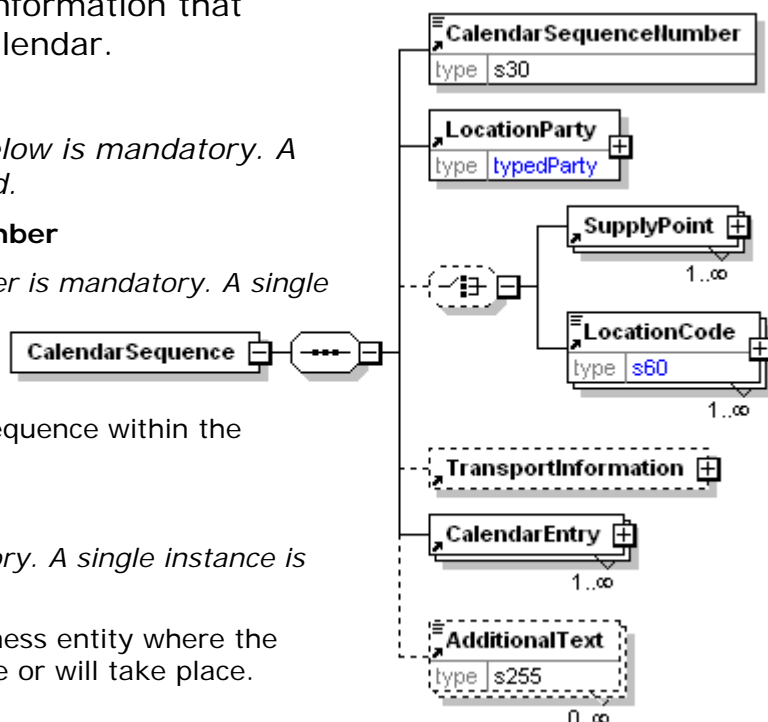 nformation that
lendar.
elow is mandatory. A
d.
nber
er is mandatory. A single
equence within the
ory. A single instance is
ness entity where the
e or will take place.
CalendarSequence
CalendarSequenceNumber
type s30
LocationParty
type typedParty
SupplyPoint
1..∞
LocationCode
type s60
1..∞
TransportInformation
CalendarEntry
1..∞
AdditionalText
type s255
0..∞